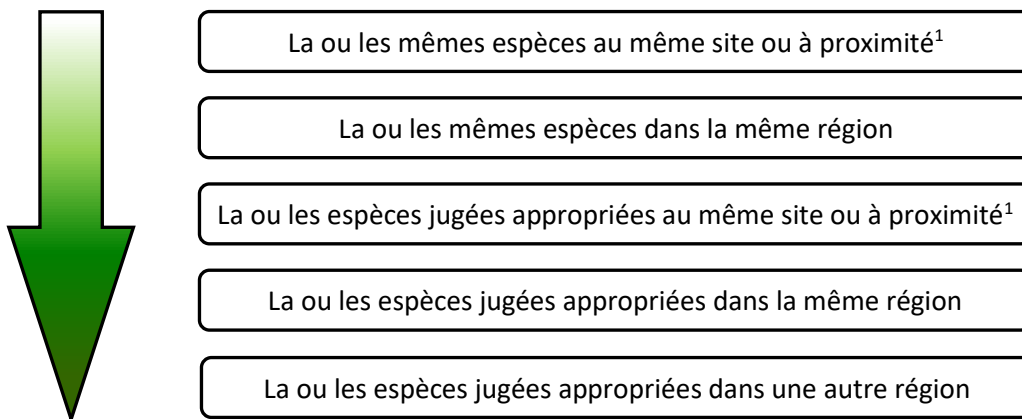 La ou les mêmes espèces au même site ou à proximité¹
La ou les mêmes espèces dans la même région
La ou les espèces jugées appropriées au même site ou à proximité¹
La ou les espèces jugées appropriées dans la même région
La ou les espèces jugées appropriées dans une autre région